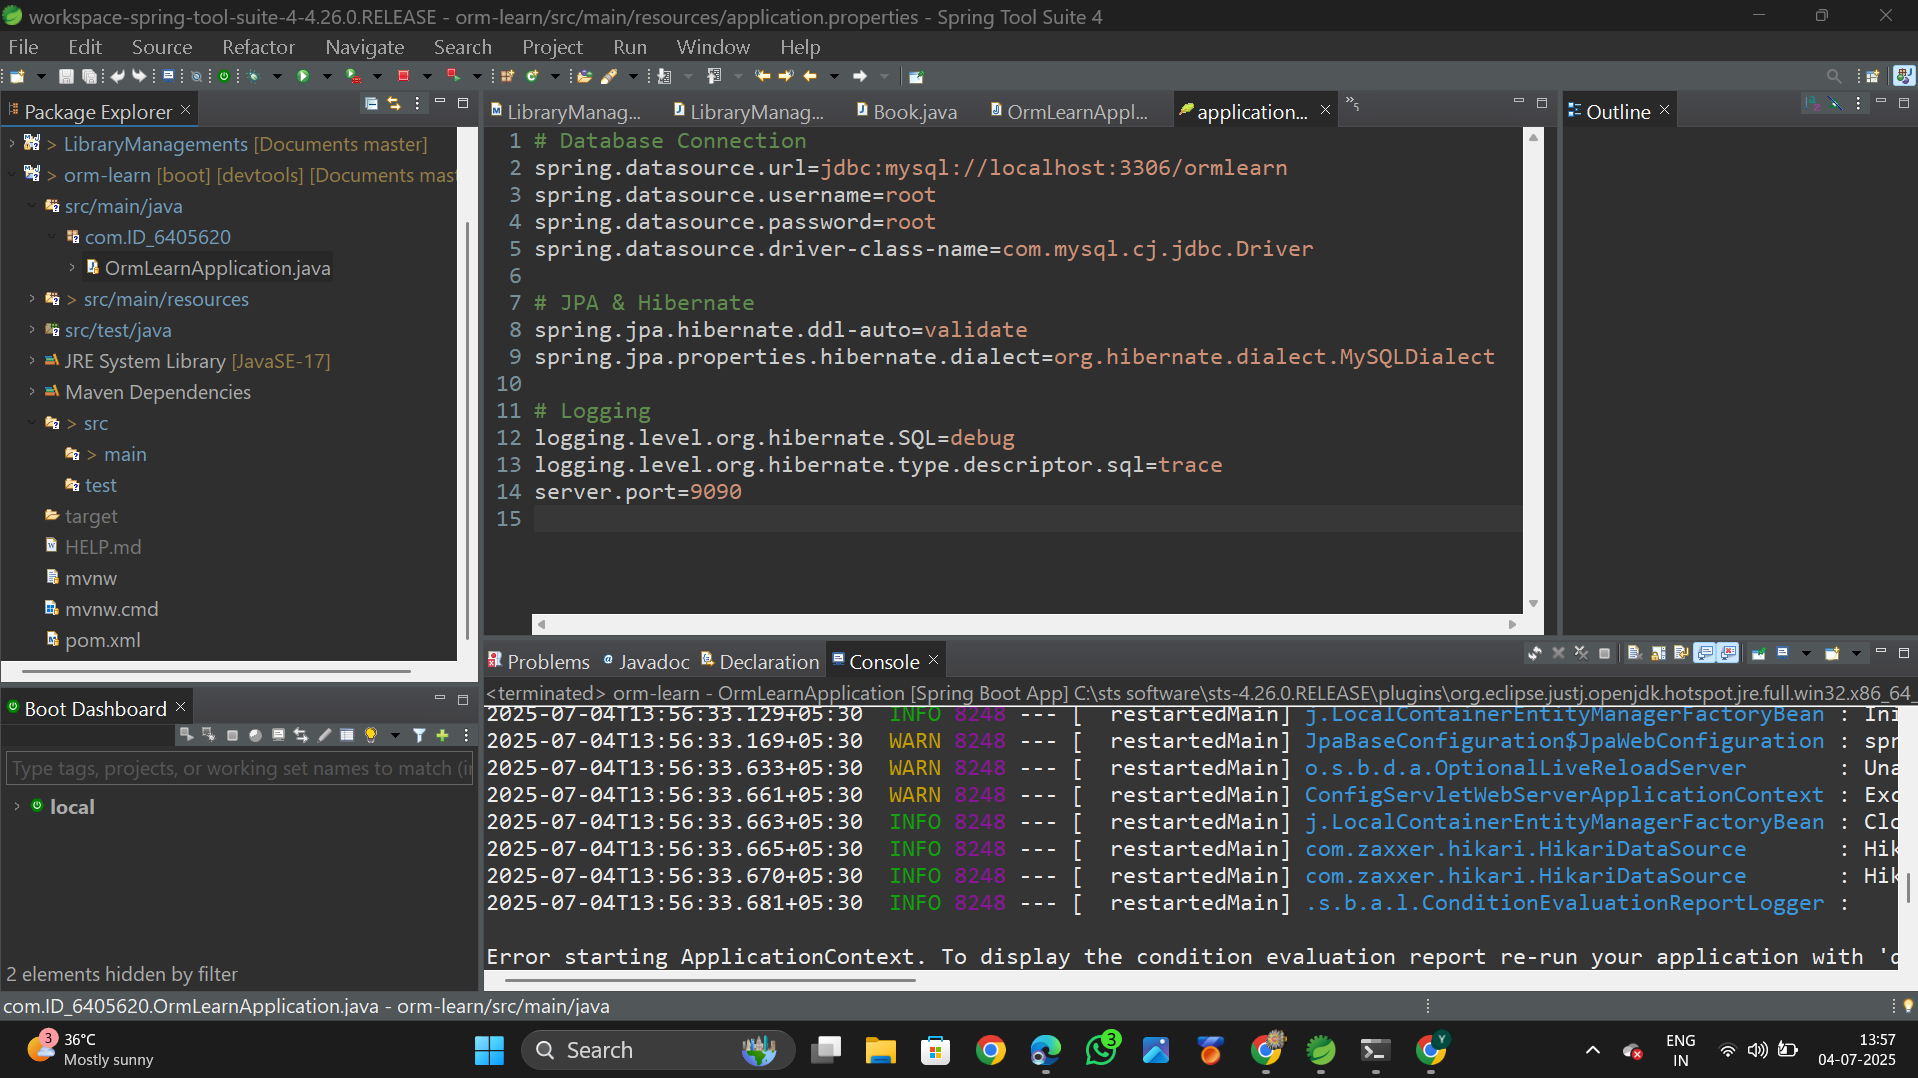 workspace-spring-tool-suite-4-4.26.0.RELEASE - orm-learn/src/main/resources/application.properties - Spring Tool Suite 4
File Edit Source Refactor Navigate Search Project Run Window Help
Package Explorer
> LibraryManagements [Documents master]
> orm-learn [boot] [devtools] [Documents mast
src/main/java
com.ID_6405620
OrmLearnApplication.java
> src/main/resources
src/test/java
JRE System Library [JavaSE-17]
Maven Dependencies
> src
> main
test
target
HELP.md
mvnw
mvnw.cmd
pom.xml
LibraryManag... LibraryManag... Book.java OrmLearnAppl... application... »5
1 # Database Connection
2 spring.datasource.url=jdbc:mysql://localhost:3306/ormlearn
3 spring.datasource.username=root
4 spring.datasource.password=root
5 spring.datasource.driver-class-name=com.mysql.cj.jdbc.Driver
6
7 # JPA & Hibernate
8 spring.jpa.hibernate.ddl-auto=validate
9 spring.jpa.properties.hibernate.dialect=org.hibernate.dialect.MySQLDialect
10
11 # Logging
12 logging.level.org.hibernate.SQL=debug
13 logging.level.org.hibernate.type.descriptor.sql=trace
14 server.port=9090
15
Outline
Boot Dashboard
Type tags, projects, or working set names to match (in
local
2 elements hidden by filter
Problems Javadoc Declaration Console
<terminated> orm-learn - OrmLearnApplication [Spring Boot App] C:\sts software\sts-4.26.0.RELEASE\plugins\org.eclipse.justj.openjdk.hotspot.jre.full.win32.x86_64_
2025-07-04T13:56:33.129+05:30 INFO 8248 --- [ restartedMain] j.LocalContainerEntityManagerFactoryBean : Ini
2025-07-04T13:56:33.169+05:30 WARN 8248 --- [ restartedMain] JpaBaseConfiguration$JpaWebConfiguration : spr
2025-07-04T13:56:33.633+05:30 WARN 8248 --- [ restartedMain] o.s.b.d.a.OptionalLiveReloadServer : Una
2025-07-04T13:56:33.661+05:30 WARN 8248 --- [ restartedMain] ConfigServletWebServerApplicationContext : Exc
2025-07-04T13:56:33.663+05:30 INFO 8248 --- [ restartedMain] j.LocalContainerEntityManagerFactoryBean : Clo
2025-07-04T13:56:33.665+05:30 INFO 8248 --- [ restartedMain] com.zaxxer.hikari.HikariDataSource : Hik
2025-07-04T13:56:33.670+05:30 INFO 8248 --- [ restartedMain] com.zaxxer.hikari.HikariDataSource : Hik
2025-07-04T13:56:33.681+05:30 INFO 8248 --- [ restartedMain] .s.b.a.l.ConditionEvaluationReportLogger :
Error starting ApplicationContext. To display the condition evaluation report re-run your application with 'd
com.ID_6405620.OrmLearnApplication.java - orm-learn/src/main/java
3 36°C
Mostly sunny
Search
3
Y
ENG
IN
13:57
04-07-2025